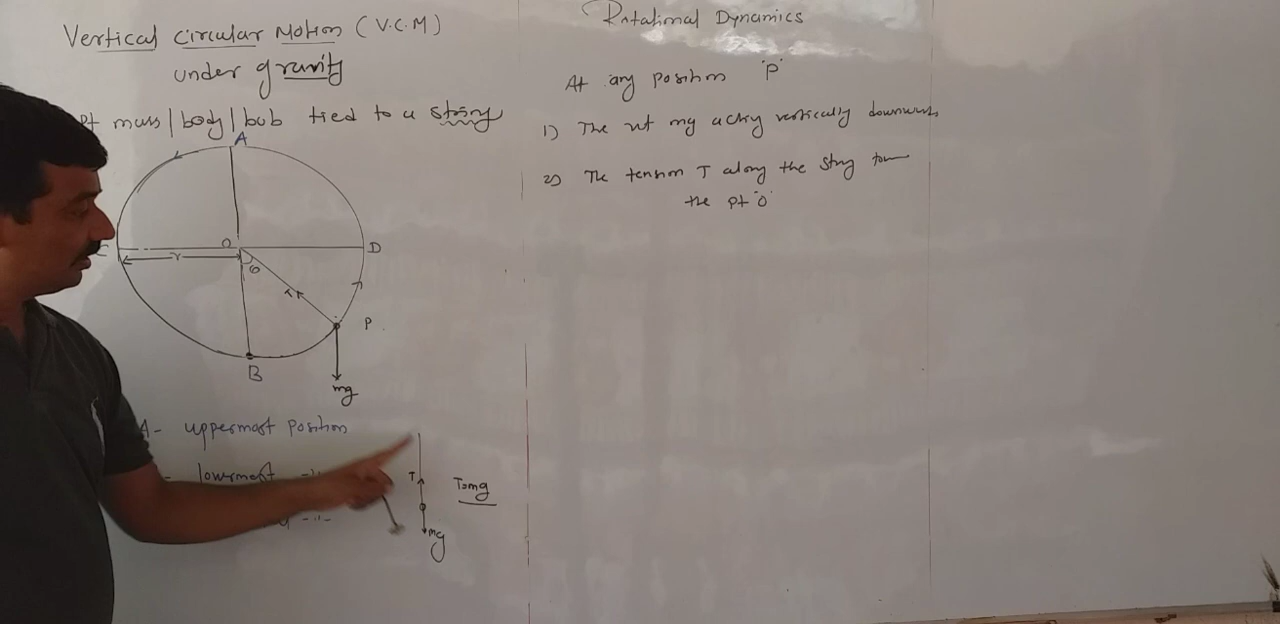 Vertical Circular Motion (V.C.M)
under gravity
Pt mass/body/bob tied to a string
A
C
O
D
r
θ
T
P
B
mg
A- uppermost position
- lowermost -"-
-"-
T
T=mg
mg
Rotational Dynamics
At any position 'P'
1) The wt mg acting vertically downwards
2) The tension T along the string
the pt 'O'